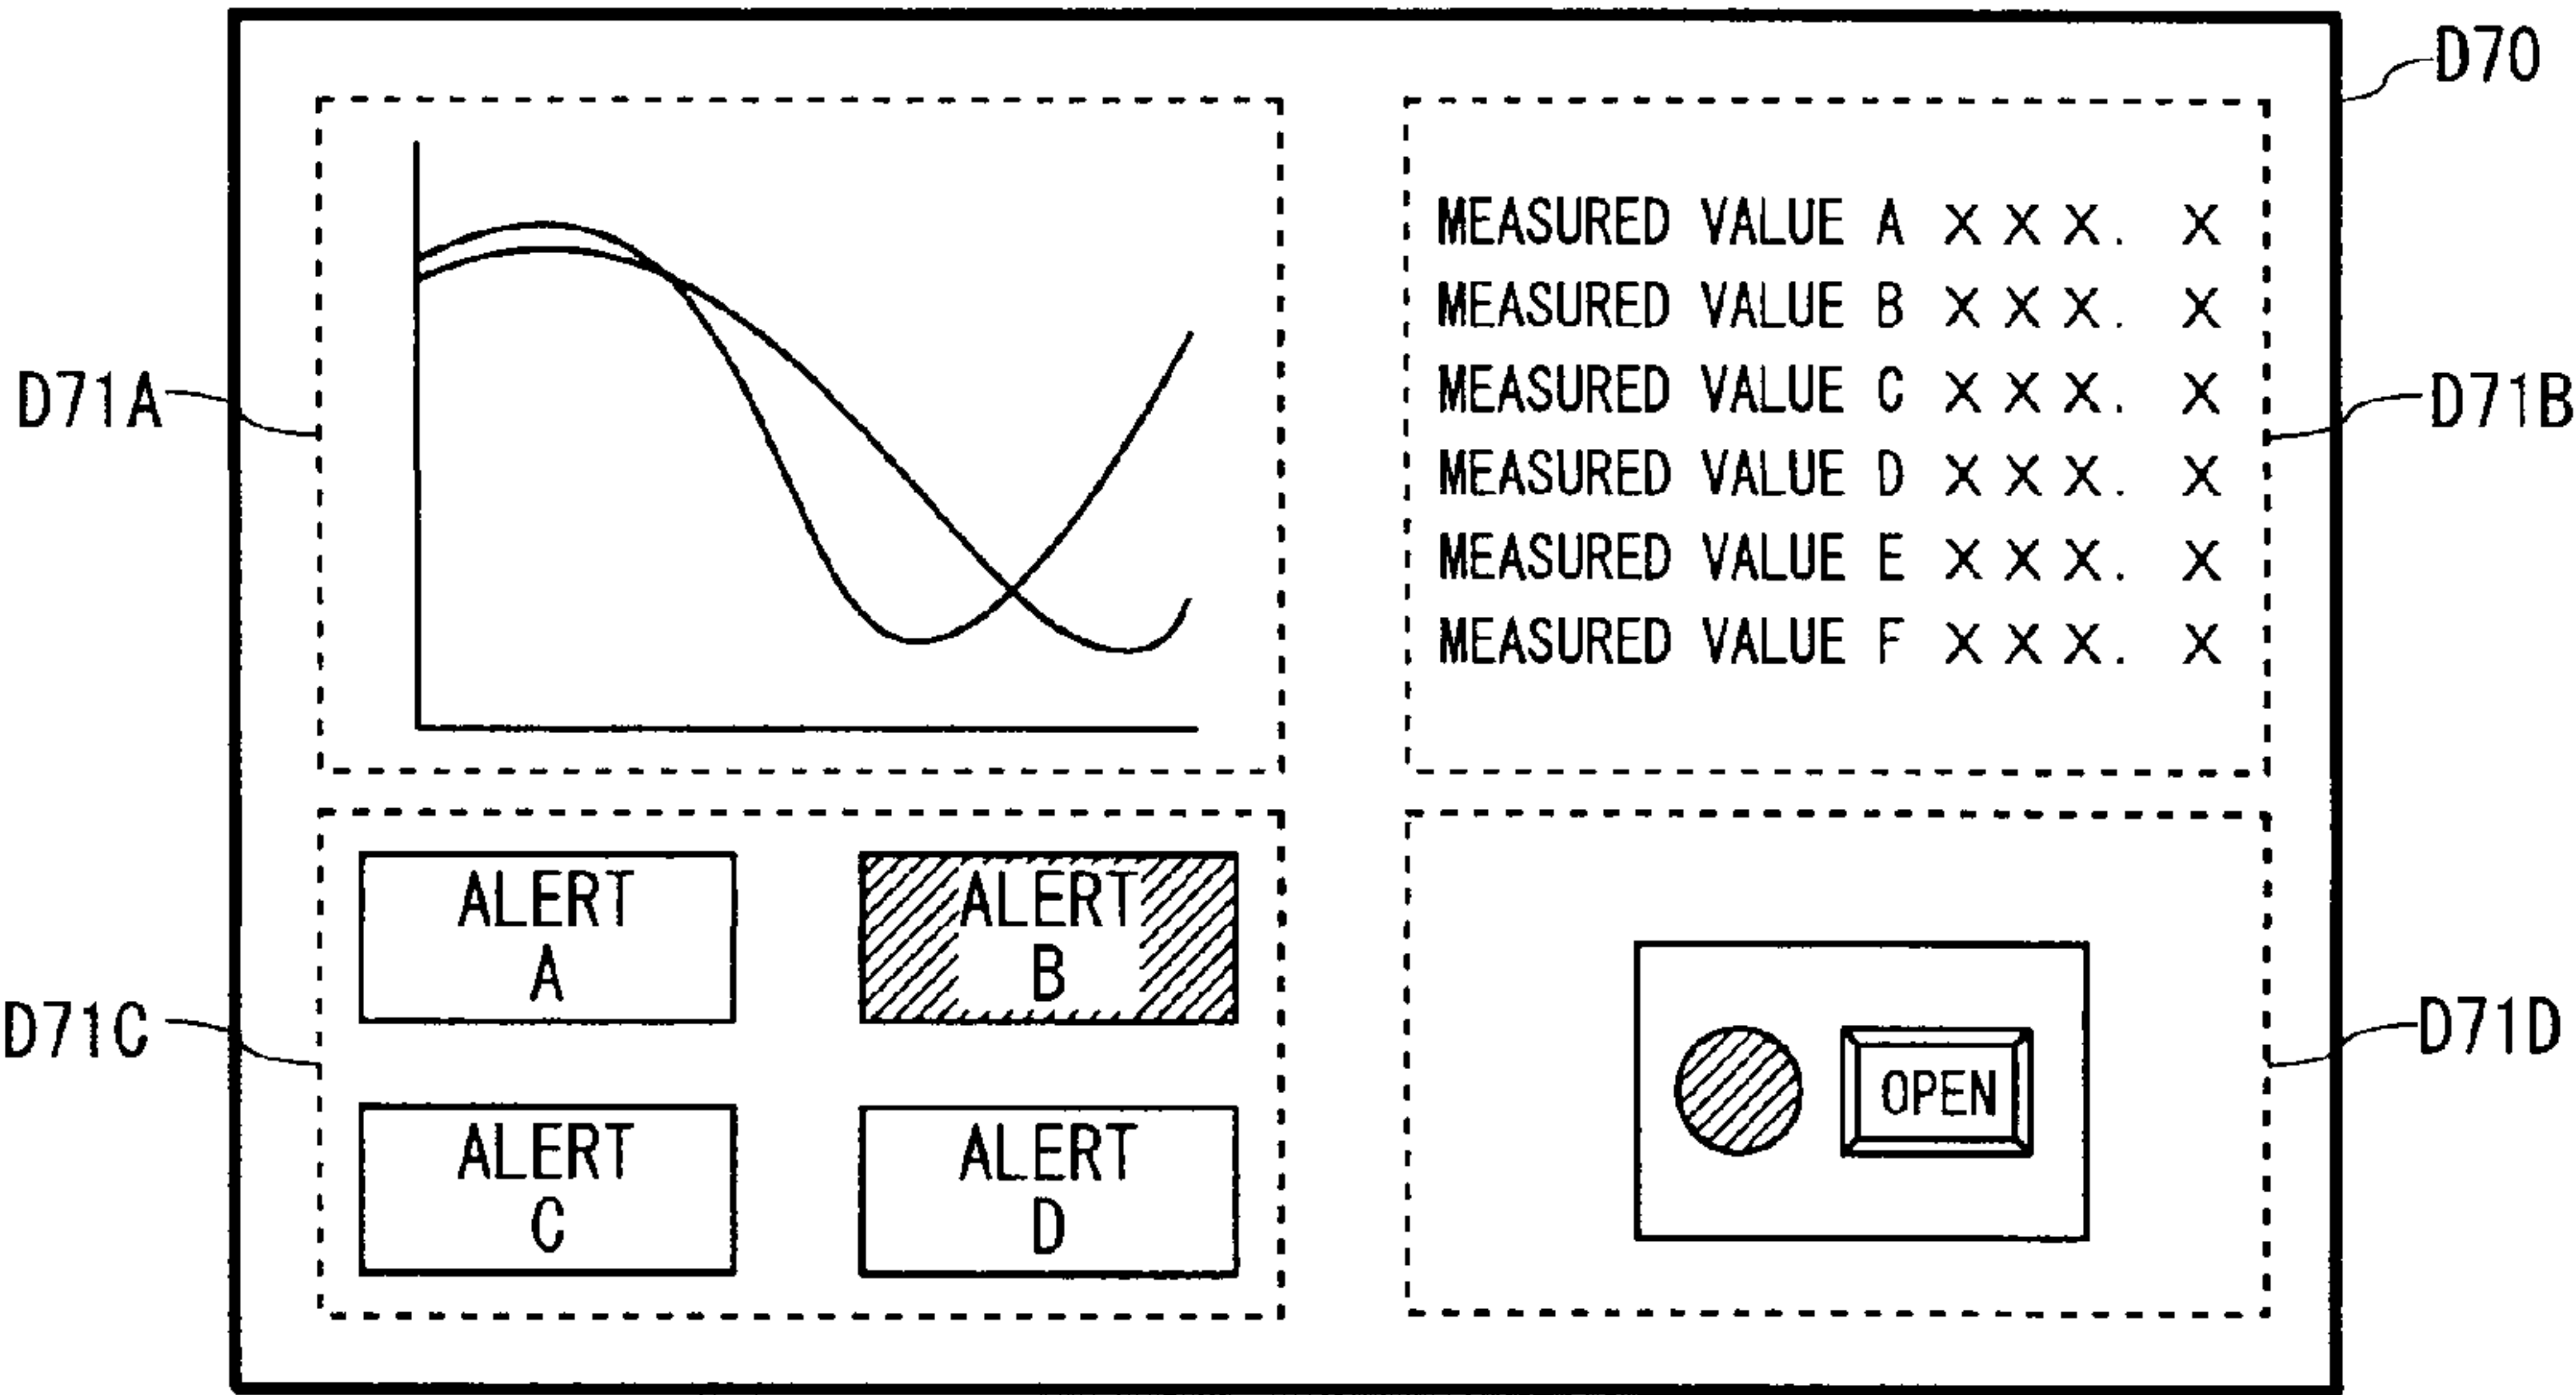 D70
D71A
MEASURED VALUE A XXX. X
MEASURED VALUE B XXX. X
MEASURED VALUE C XXX. X
MEASURED VALUE D XXX. X
MEASURED VALUE E XXX. X
MEASURED VALUE F XXX. X
D71B
D71C
ALERT
A
ALERT
B
ALERT
C
ALERT
D
OPEN
D71D